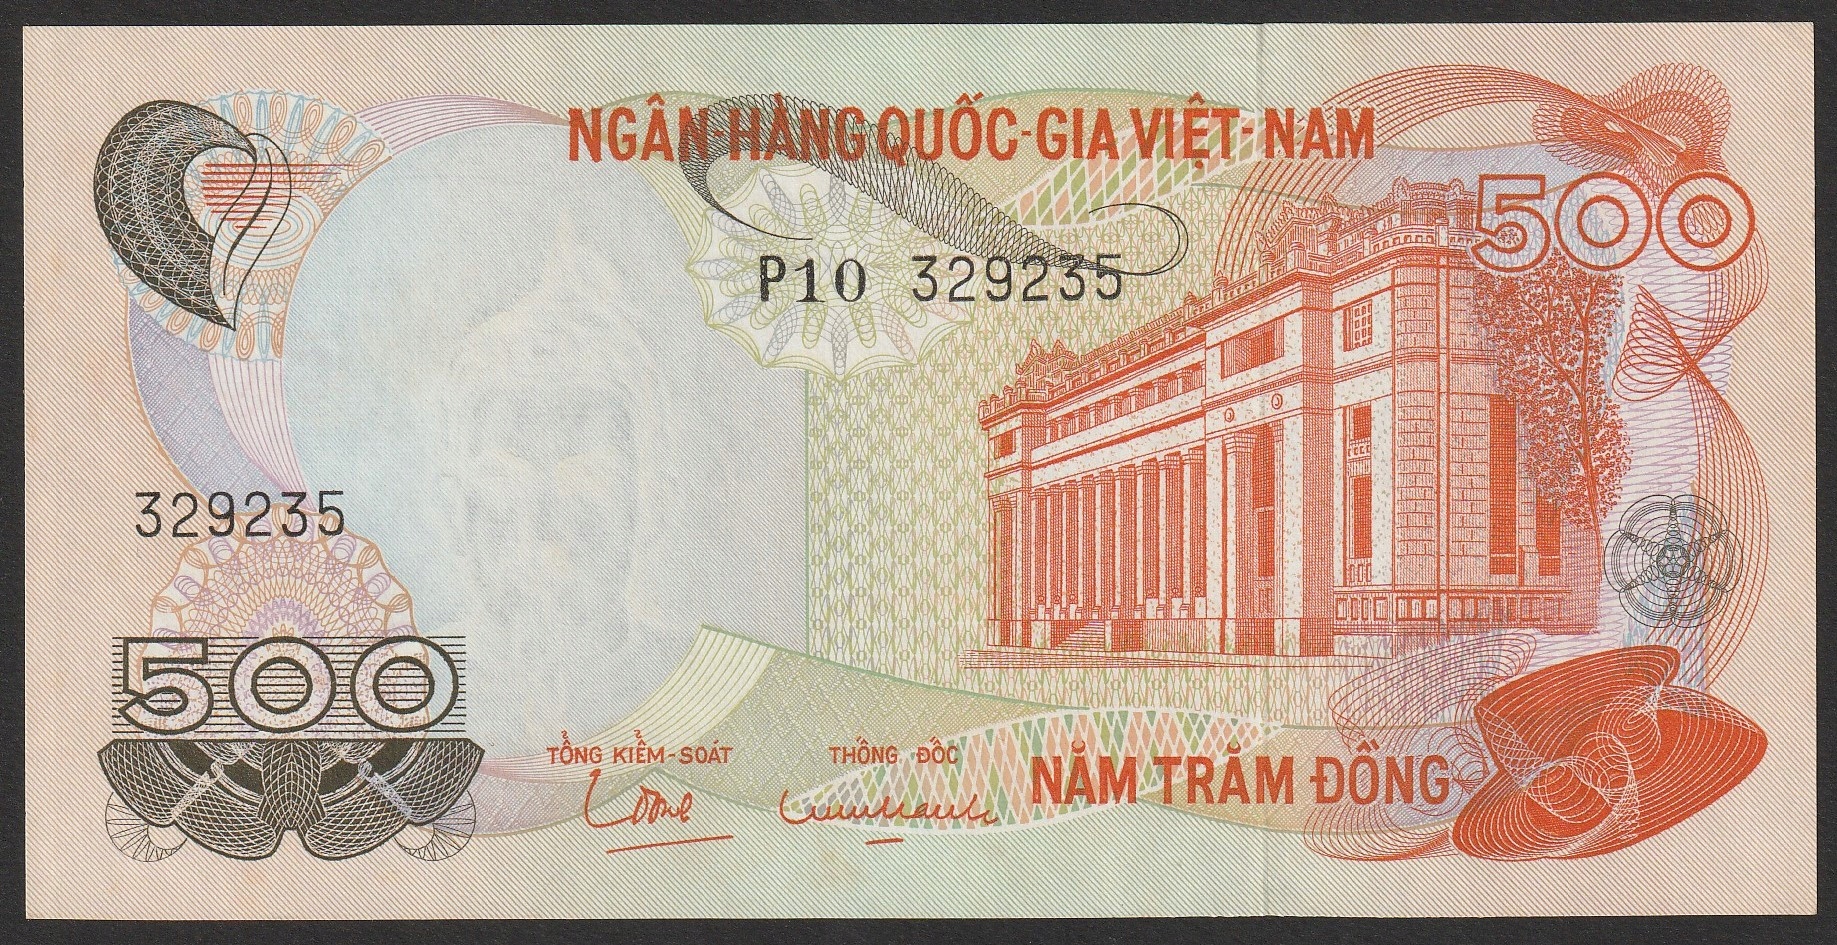 NGÂN-HÀNG QUỐC-GIA VIỆT-NAM
500
P10 329235
329235
500
TỔNG KIỂM-SOÁT
THỐNG ĐỐC
NĂM TRĂM ĐỒNG